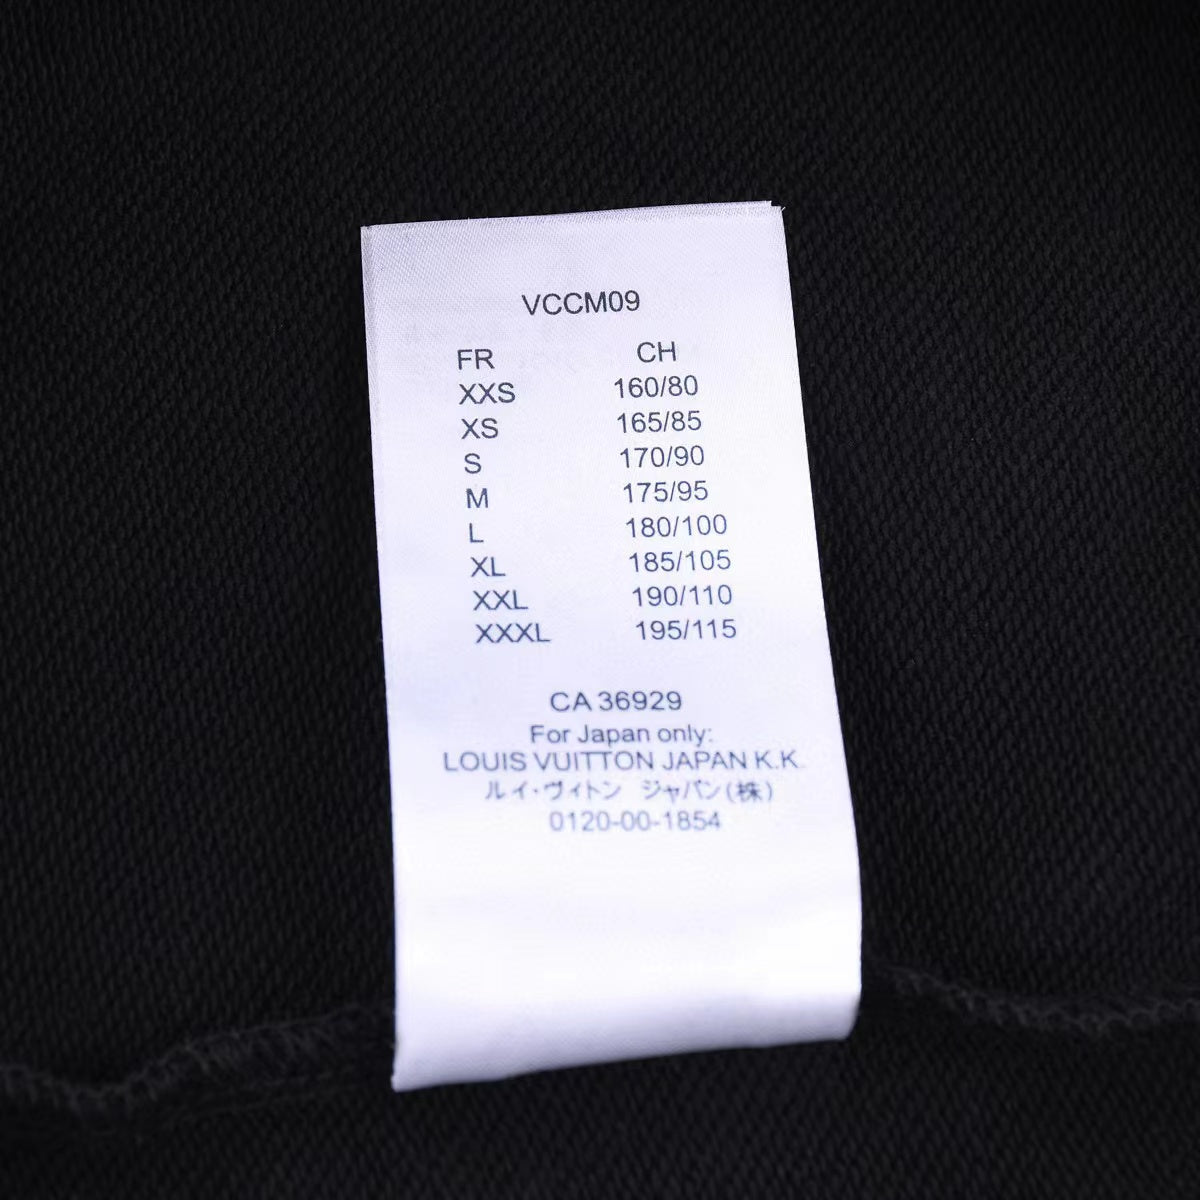 VCCM09
FR CH
XXS 160/80
XS 165/85
S 170/90
M 175/95
L 180/100
XL 185/105
XXL 190/110
XXXL 195/115
CA 36929
For Japan only:
LOUIS VUITTON JAPAN K.K.
ルイ・ヴィトン ジャパン(株)
0120-00-1854